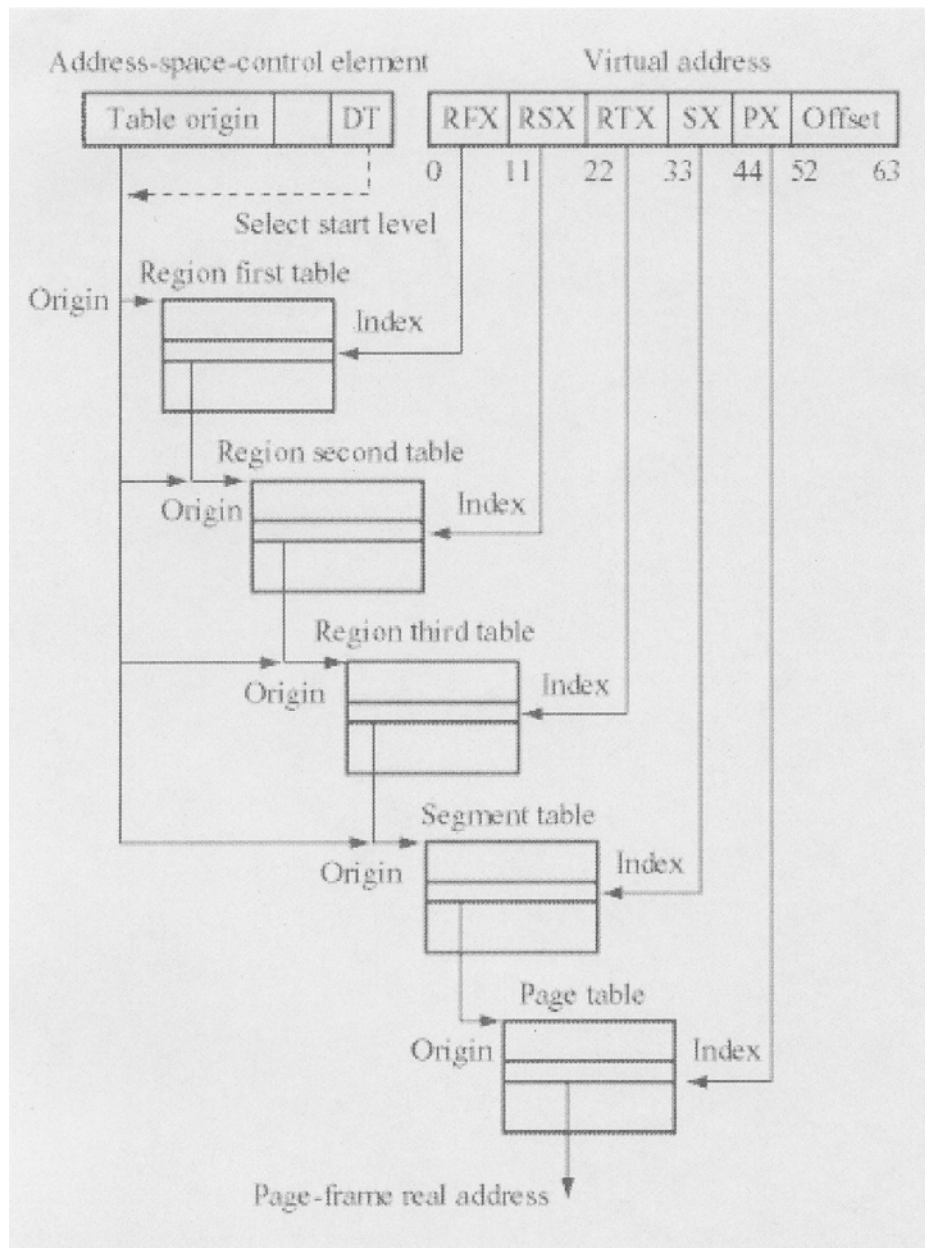 Address-space-control element
Virtual address
Table origin DT
RFX RSX RTX SX PX Offset
0 11 22 33 44 52 63
Select start level
Region first table
Origin
Index
Region second table
Origin
Index
Region third table
Origin
Index
Segment table
Origin
Index
Page table
Origin
Index
Page-frame real address